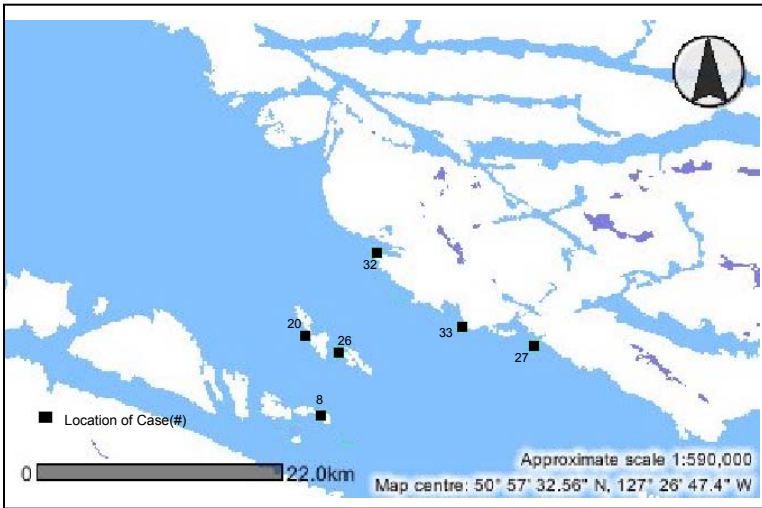 32
20
33
26
27
8
Location of Case(#)
Approximate scale 1:590,000
0 22.0km
Map centre: 50° 57' 32.56" N, 127° 26' 47.4" W